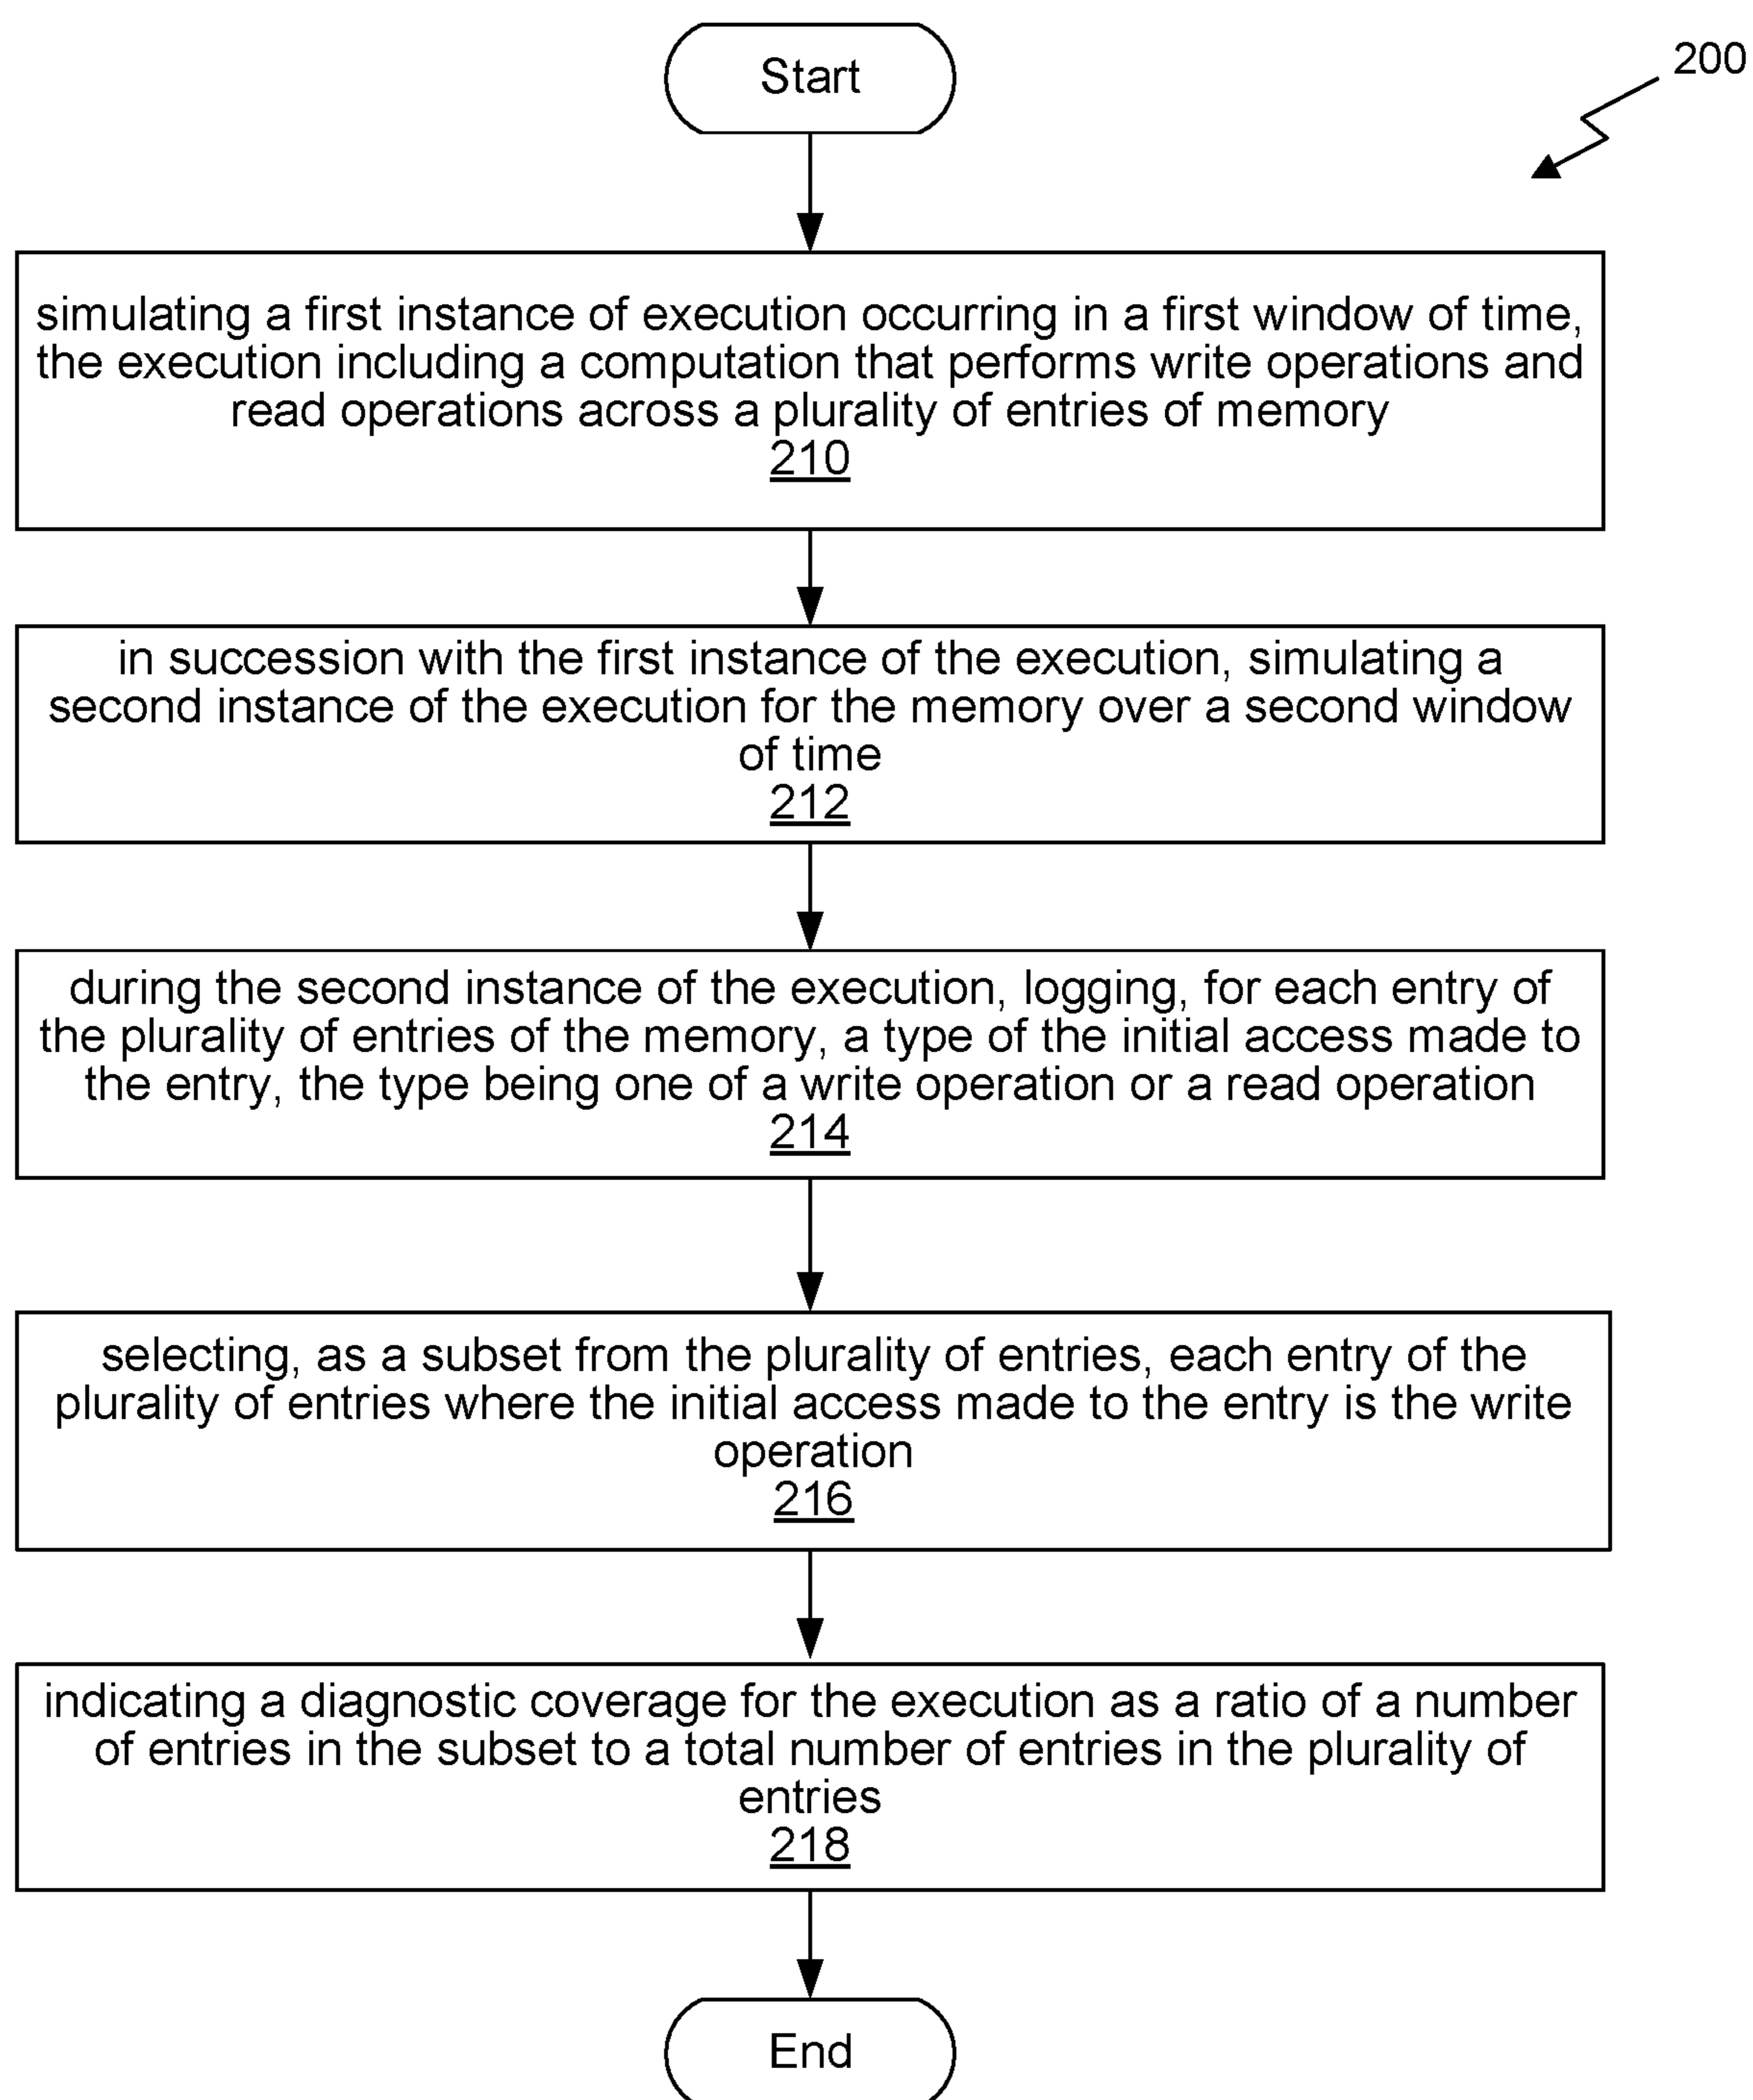 Start
200
simulating a first instance of execution occurring in a first window of time,
the execution including a computation that performs write operations and
read operations across a plurality of entries of memory
210
in succession with the first instance of the execution, simulating a
second instance of the execution for the memory over a second window
of time
212
during the second instance of the execution, logging, for each entry of
the plurality of entries of the memory, a type of the initial access made to
the entry, the type being one of a write operation or a read operation
214
selecting, as a subset from the plurality of entries, each entry of the
plurality of entries where the initial access made to the entry is the write
operation
216
indicating a diagnostic coverage for the execution as a ratio of a number
of entries in the subset to a total number of entries in the plurality of
entries
218
End